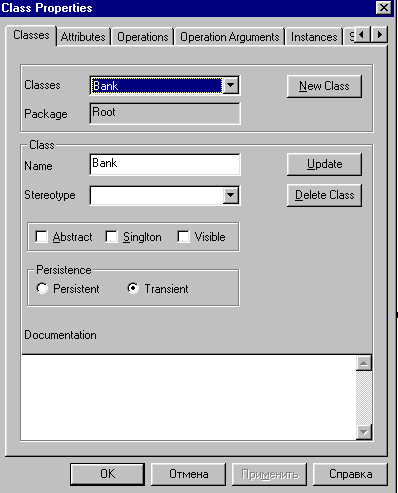 Class Properties
Classes Attributes Operations Operation Arguments Instances
Classes Bank New Class
Package Root
Class
Name Bank Update
Stereotype Delete Class
Abstract Singlton Visible
Persistence
Persistent Transient
Documentation
OK Отмена Применить Справка